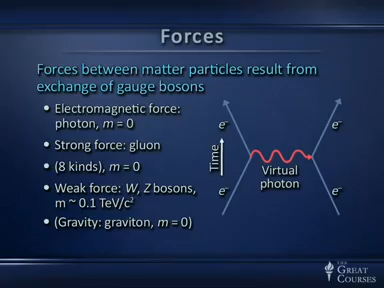 Forces
Forces between matter particles result from
exchange of gauge bosons
• Electromagnetic force:
photon, m = 0
• Strong force: gluon
• (8 kinds), m = 0
• Weak force: W, Z bosons,
m ~ 0.1 TeV/c²
• (Gravity: graviton, m = 0)
e⁻
e⁻
Time
Virtual
photon
e⁻
e⁻
THE
GREAT
COURSES